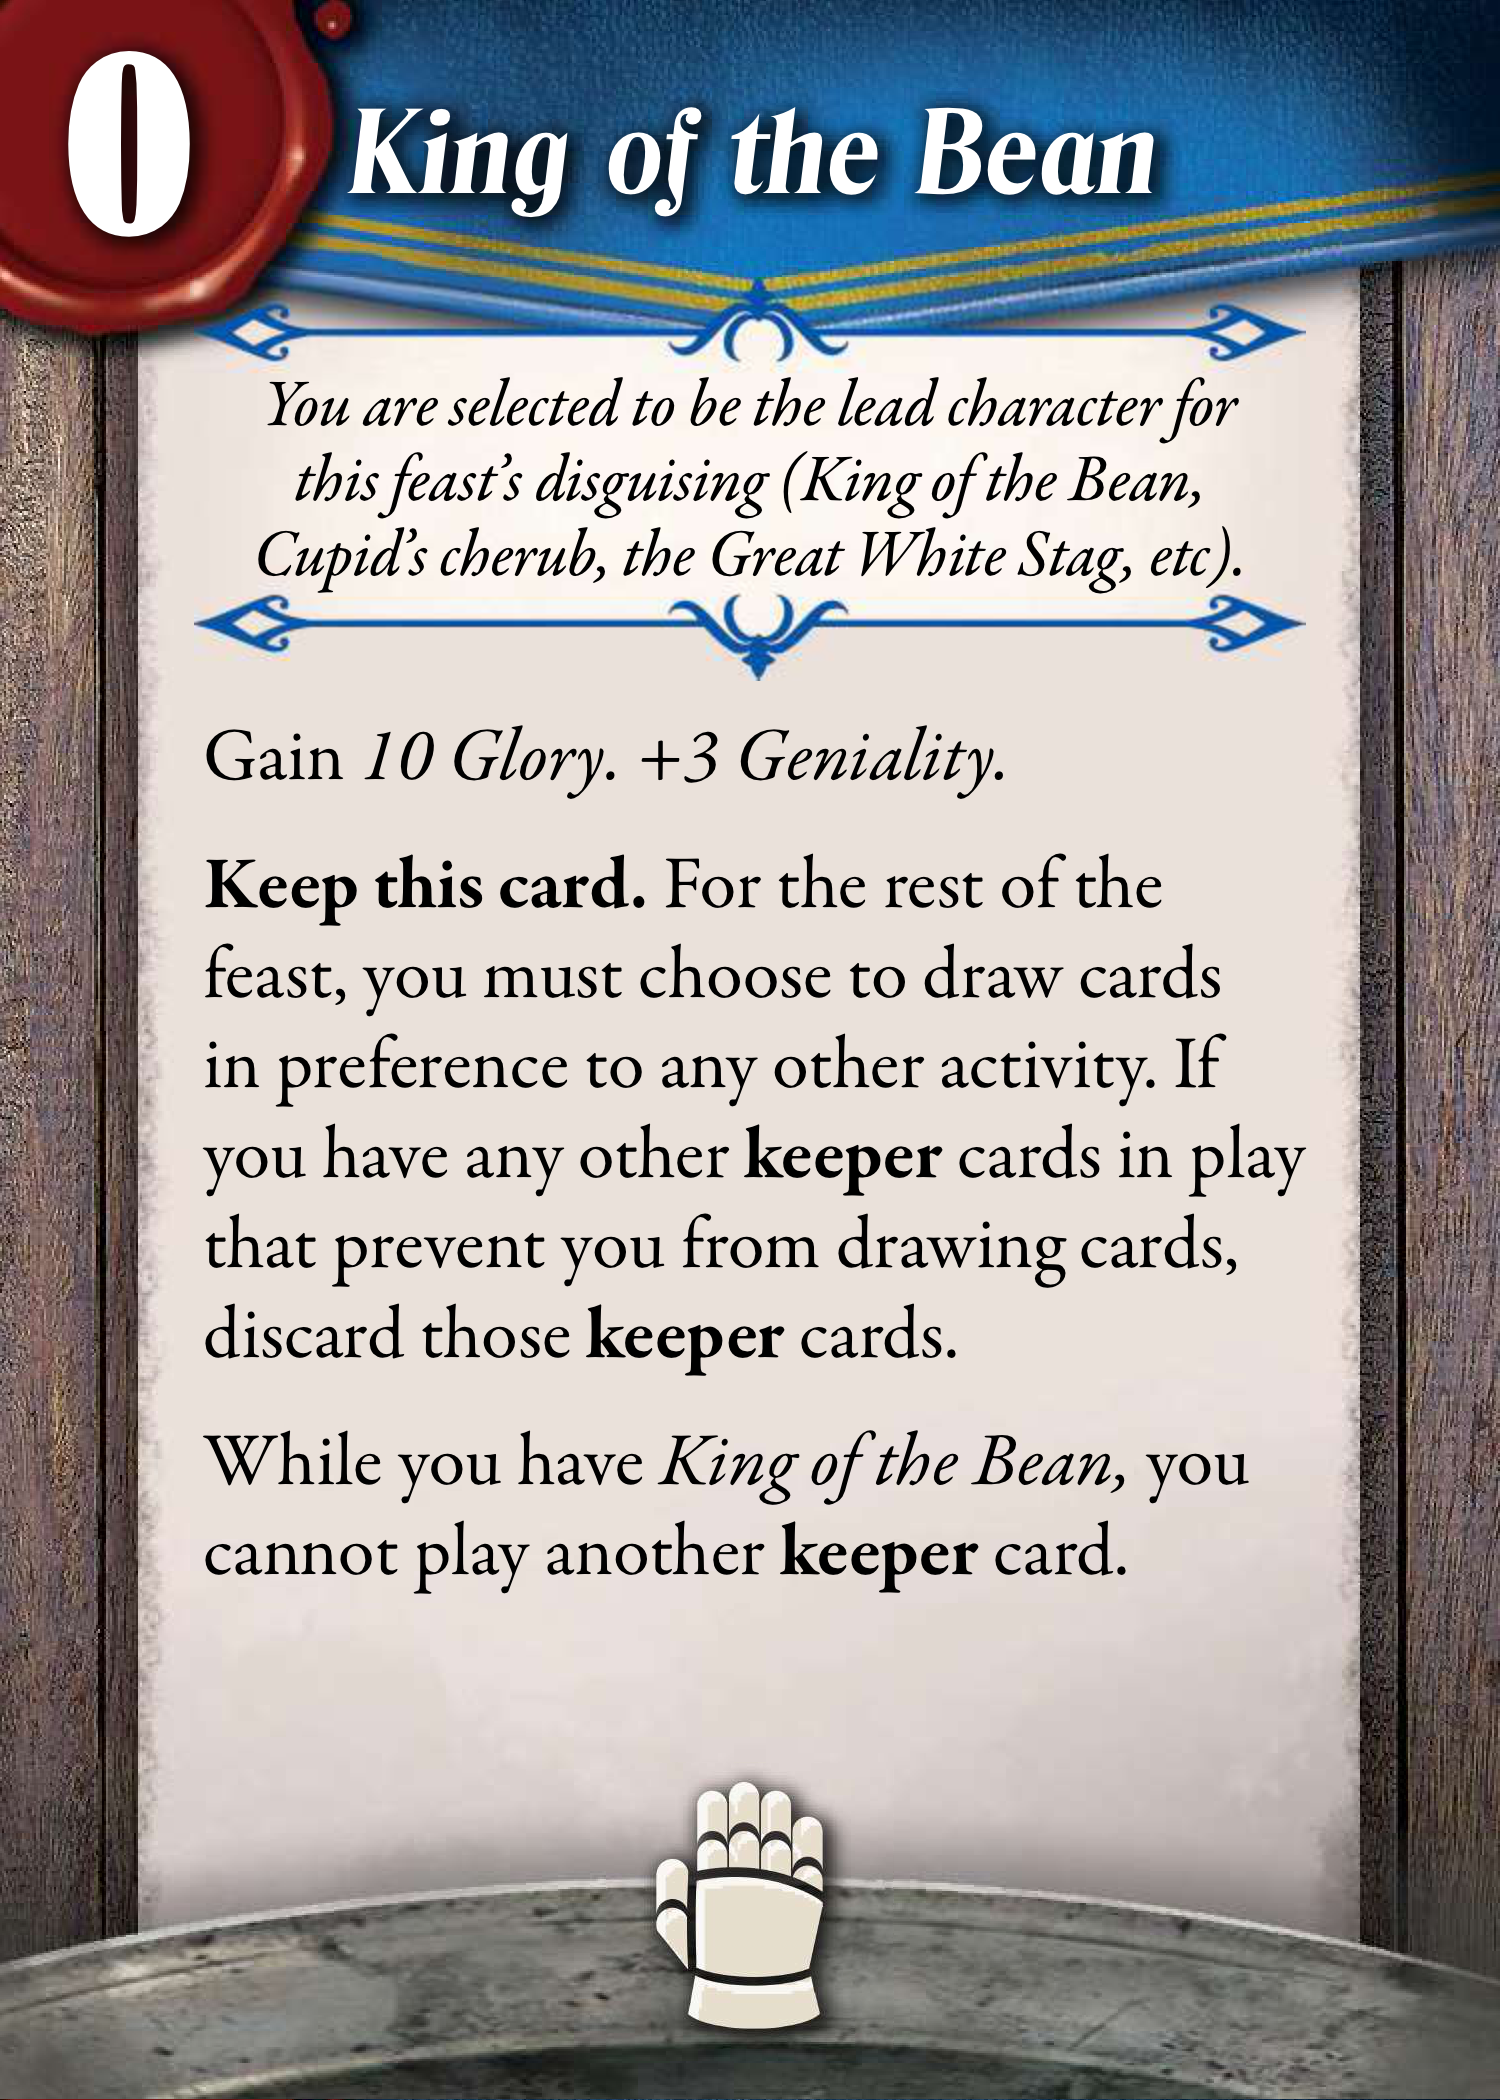 0
King of the Bean
You are selected to be the lead character for
this feast's disguising (King of the Bean,
Cupid's cherub, the Great White Stag, etc).
Gain 10 Glory. +3 Geniality.
Keep this card. For the rest of the
feast, you must choose to draw cards
in preference to any other activity. If
you have any other keeper cards in play
that prevent you from drawing cards,
discard those keeper cards.
While you have King of the Bean, you
cannot play another keeper card.